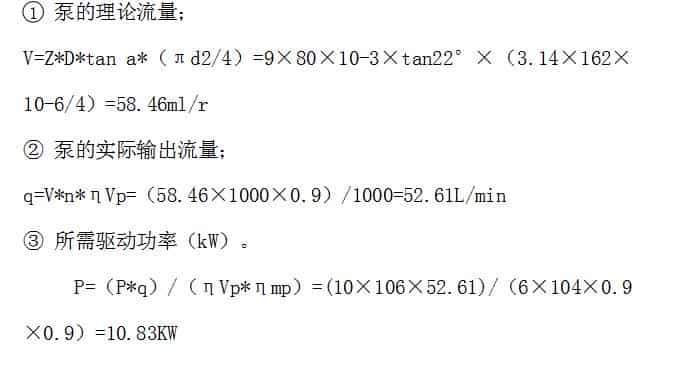 ① 泵的理论流量；
V=Z*D*tan a*（πd2/4）=9×80×10-3×tan22°×（3.14×162×
10-6/4）=58.46ml/r
② 泵的实际输出流量；
q=V*n*ηVp=（58.46×1000×0.9）/1000=52.61L/min
③ 所需驱动功率（kW）。
P=（P*q）/（ηVp*ηmp）=(10×106×52.61)/（6×104×0.9
×0.9）=10.83KW